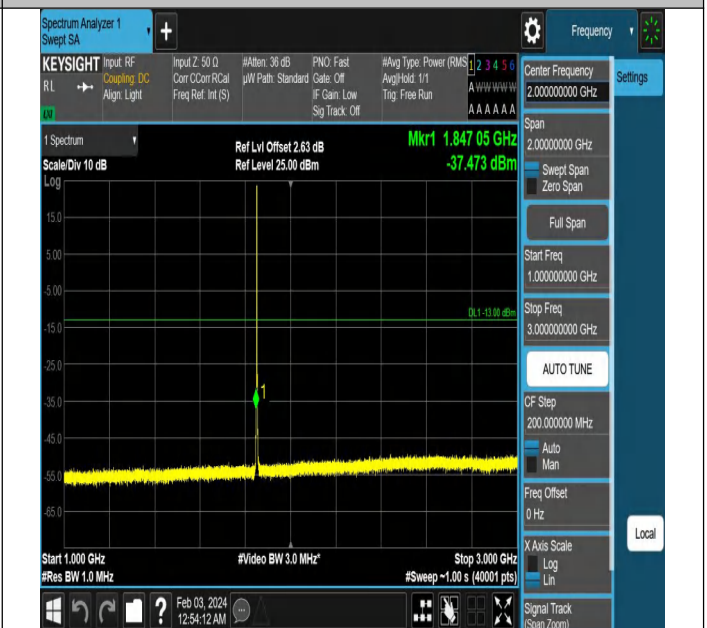 Spectrum Analyzer 1
Swept SA
+
Frequency
KEYSIGHT
RL
LXI
Input: RF
Coupling: DC
Align: Light
Input Z: 50 Ω
Corr CCorr RCal
Freq Ref: Int (S)
#Atten: 36 dB
µW Path: Standard
PNO: Fast
Gate: Off
IF Gain: Low
Sig Track: Off
#Avg Type: Power (RMS
Avg|Hold: 1/1
Trig: Free Run
1 2 3 4 5 6
A W W W W W
A A A A A A
1 Spectrum
Scale/Div 10 dB
Log
Ref Lvl Offset 2.63 dB
Ref Level 25.00 dBm
Mkr1 1.847 05 GHz
-37.473 dBm
15.0
5.00
-5.00
-15.0
-25.0
-35.0
-45.0
-55.0
-65.0
DL1 -13.00 dBm
1
Start 1.000 GHz
#Res BW 1.0 MHz
#Video BW 3.0 MHz*
Stop 3.000 GHz
#Sweep ~1.00 s (40001 pts)
?
Feb 03, 2024
12:54:12 AM
Center Frequency
2.000000000 GHz
Span
2.00000000 GHz
Swept Span
Zero Span
Full Span
Start Freq
1.000000000 GHz
Stop Freq
3.000000000 GHz
AUTO TUNE
CF Step
200.000000 MHz
Auto
Man
Freq Offset
0 Hz
X Axis Scale
Log
Lin
Signal Track
(Span Zoom)
Settings
Local